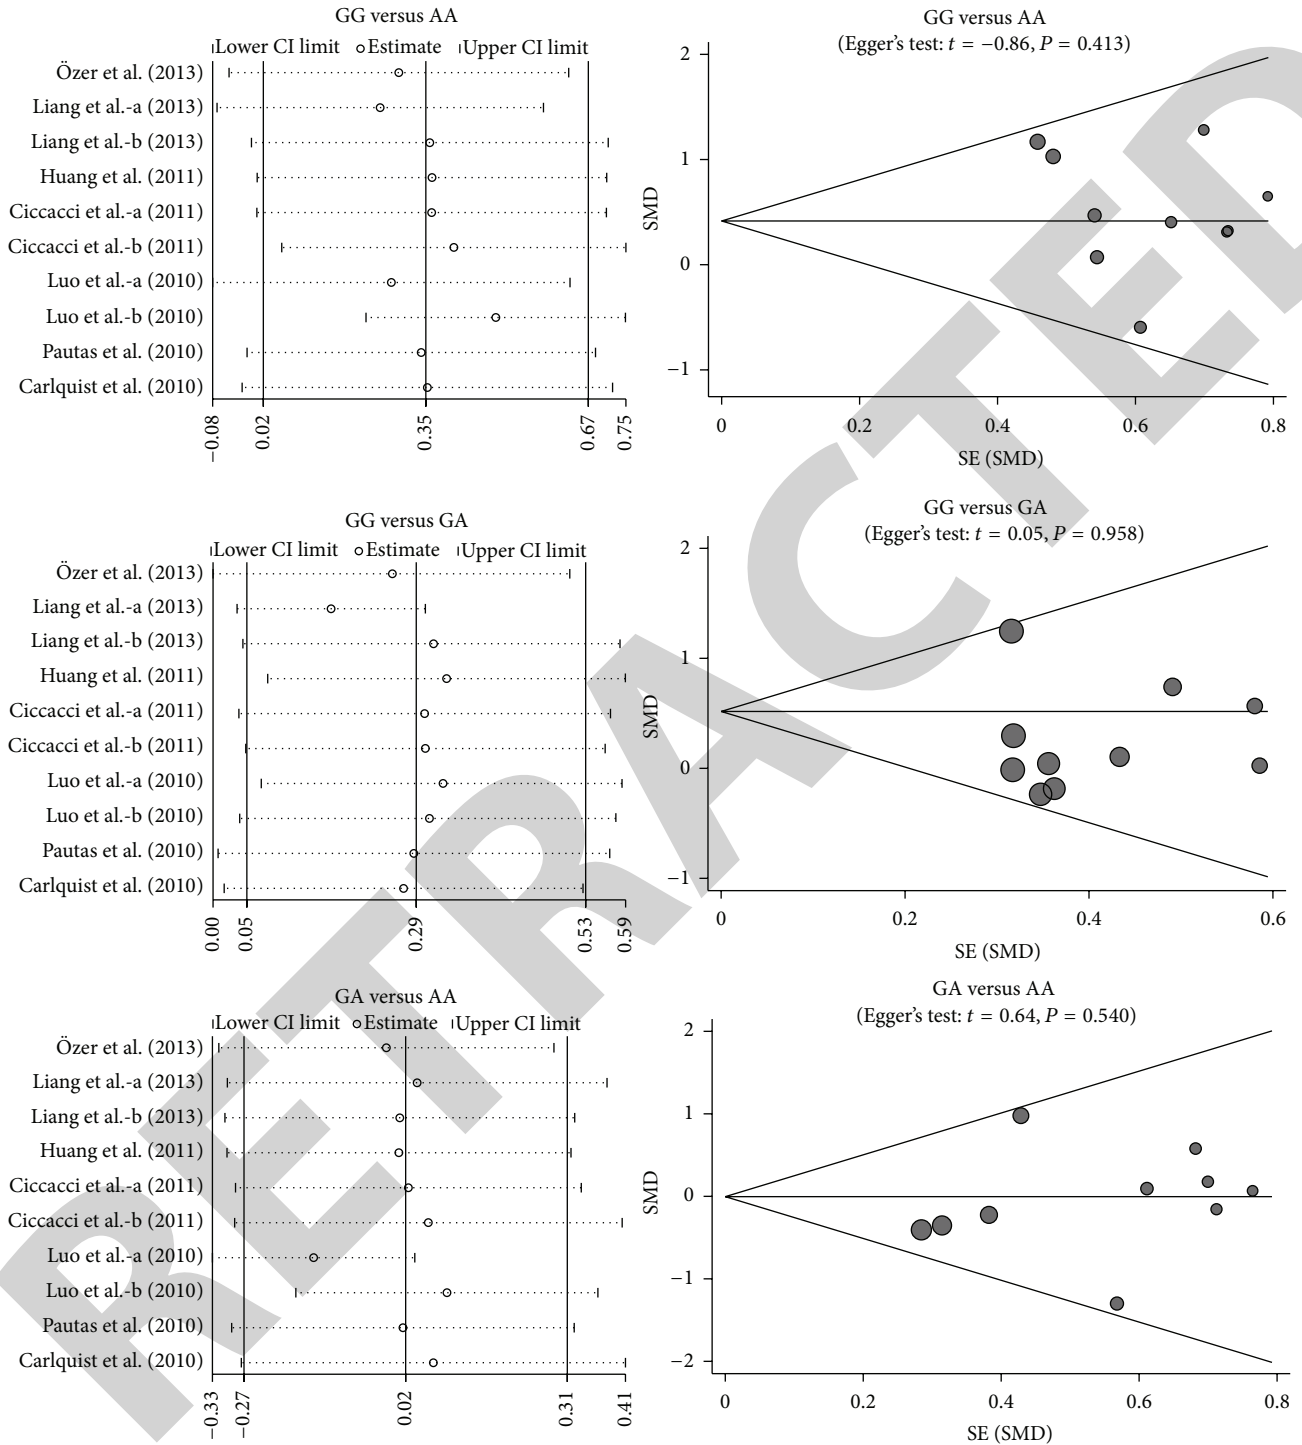 GG versus AA
Lower CI limit Estimate Upper CI limit
Özer et al. (2013)
Liang et al.-a (2013)
Liang et al.-b (2013)
Huang et al. (2011)
Ciccacci et al.-a (2011)
Ciccacci et al.-b (2011)
Luo et al.-a (2010)
Luo et al.-b (2010)
Pautas et al. (2010)
Carlquist et al. (2010)
−0.08 0.02 0.35 0.67 0.75
GG versus AA
(Egger's test: t = −0.86, P = 0.413)
2
1
0
−1
SMD
0 0.2 0.4 0.6 0.8
SE (SMD)
GG versus GA
Lower CI limit Estimate Upper CI limit
Özer et al. (2013)
Liang et al.-a (2013)
Liang et al.-b (2013)
Huang et al. (2011)
Ciccacci et al.-a (2011)
Ciccacci et al.-b (2011)
Luo et al.-a (2010)
Luo et al.-b (2010)
Pautas et al. (2010)
Carlquist et al. (2010)
0.00 0.05 0.29 0.53 0.59
GG versus GA
(Egger's test: t = 0.05, P = 0.958)
2
1
0
−1
SMD
0 0.2 0.4 0.6
SE (SMD)
GA versus AA
Lower CI limit Estimate Upper CI limit
Özer et al. (2013)
Liang et al.-a (2013)
Liang et al.-b (2013)
Huang et al. (2011)
Ciccacci et al.-a (2011)
Ciccacci et al.-b (2011)
Luo et al.-a (2010)
Luo et al.-b (2010)
Pautas et al. (2010)
Carlquist et al. (2010)
−0.33 −0.27 0.02 0.31 0.41
GA versus AA
(Egger's test: t = 0.64, P = 0.540)
2
1
0
−1
−2
SMD
0 0.2 0.4 0.6 0.8
SE (SMD)
RETRACTED